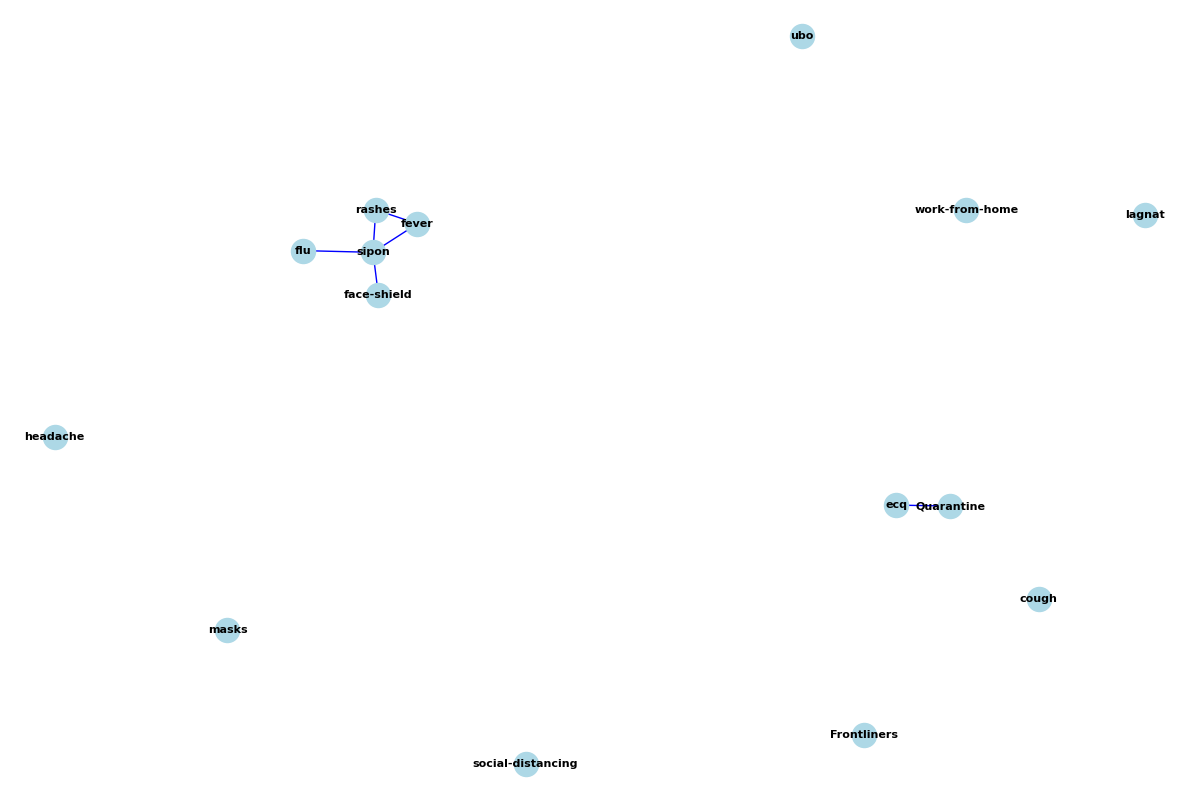 ubo
rashes
work-from-home
lagnat
fever
flu
sipon
face-shield
headache
ecq
Quarantine
cough
masks
Frontliners
social-distancing